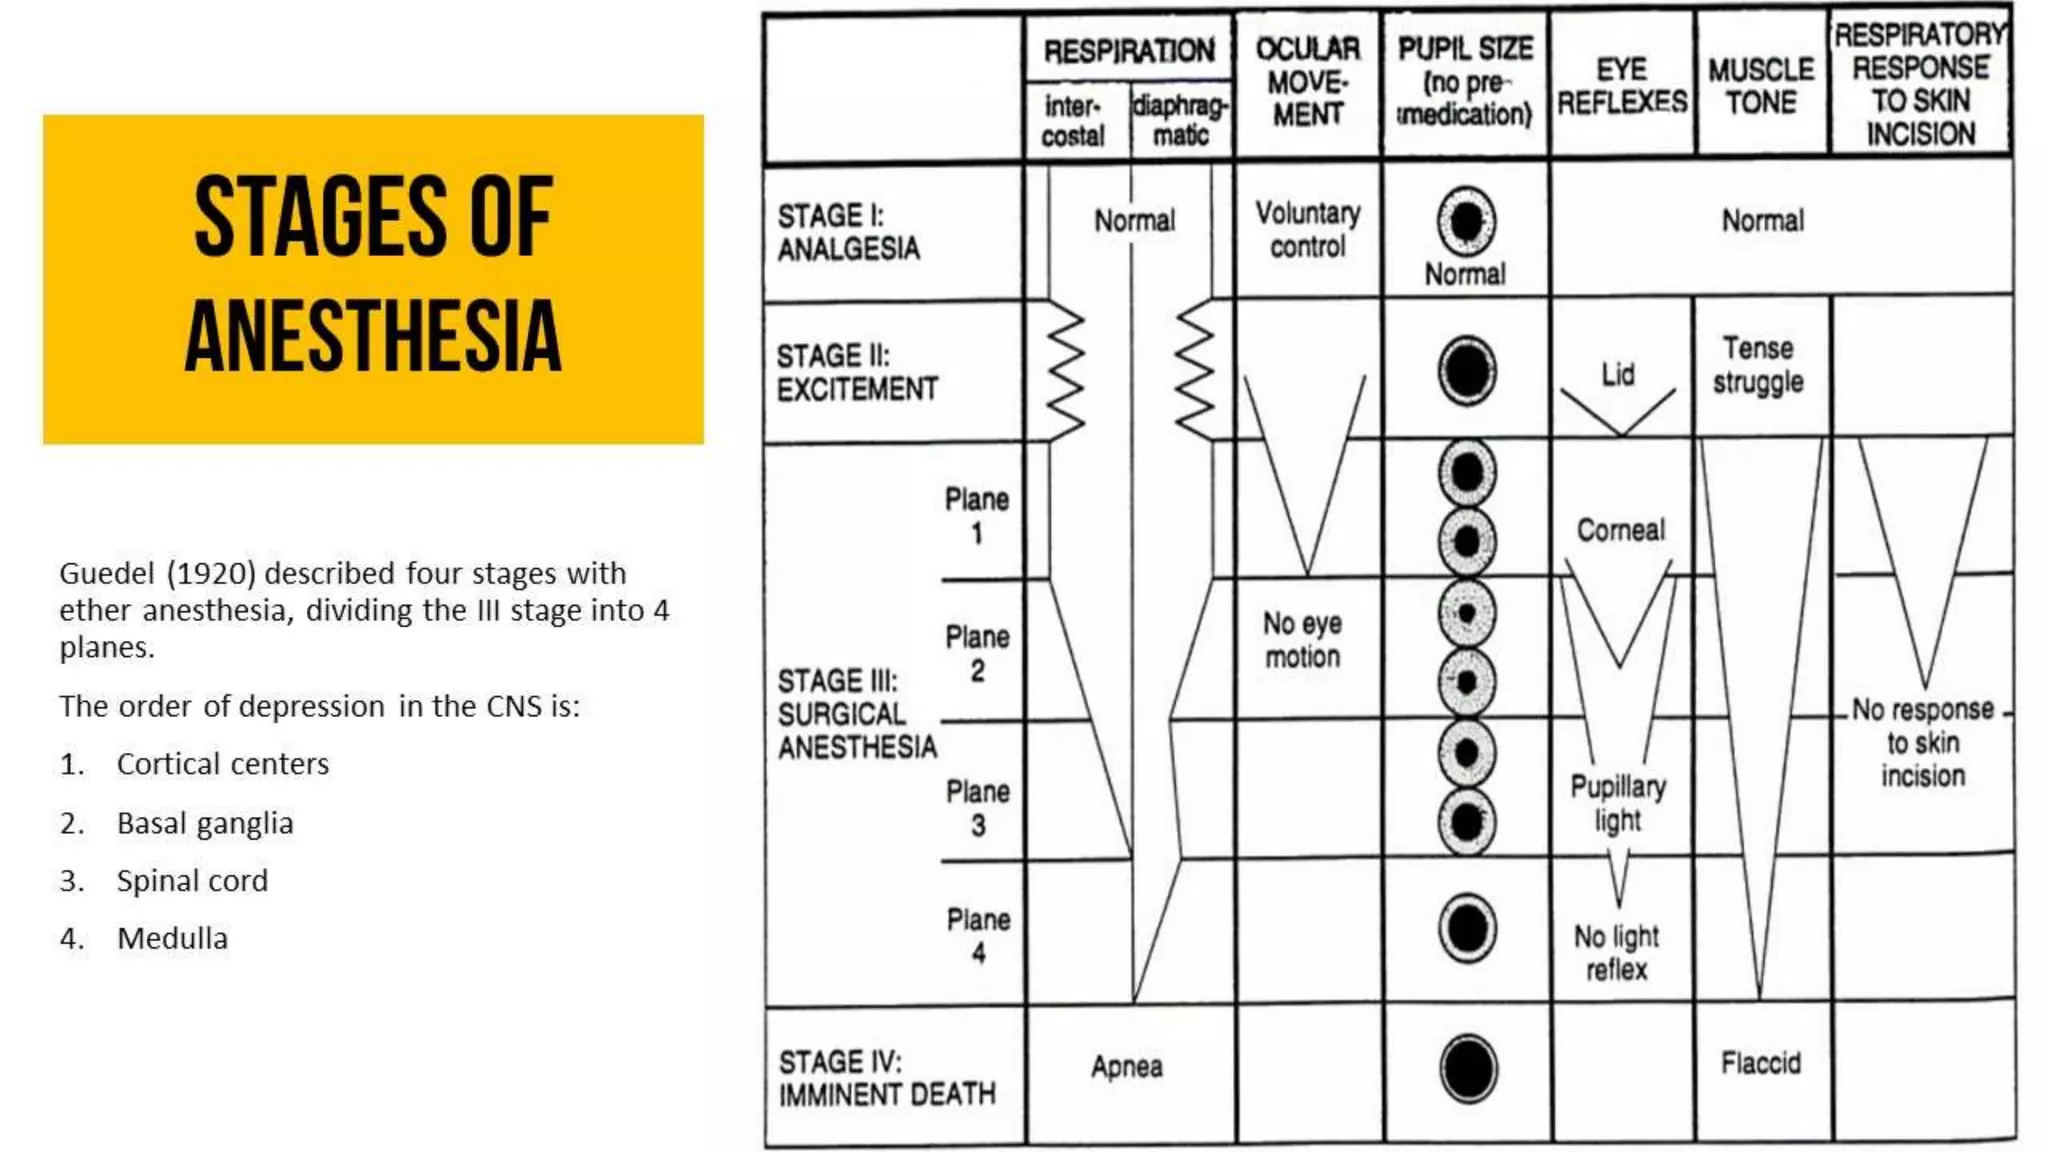 STAGES OF
ANESTHESIA
Guedel (1920) described four stages with
ether anesthesia, dividing the III stage into 4
planes.
The order of depression in the CNS is:
1. Cortical centers
2. Basal ganglia
3. Spinal cord
4. Medulla
RESPIRATION
inter-
costal
diaphrag-
matic
OCULAR
MOVE-
MENT
PUPIL SIZE
(no pre-
medication)
EYE
REFLEXES
MUSCLE
TONE
RESPIRATORY
RESPONSE
TO SKIN
INCISION
STAGE I:
ANALGESIA
Normal
Voluntary
control
Normal
Normal
STAGE II:
EXCITEMENT
Lid
Tense
struggle
STAGE III:
SURGICAL
ANESTHESIA
Plane
1
Corneal
Plane
2
No eye
motion
No response
to skin
incision
Plane
3
Pupillary
light
Plane
4
No light
reflex
STAGE IV:
IMMINENT DEATH
Apnea
Flaccid